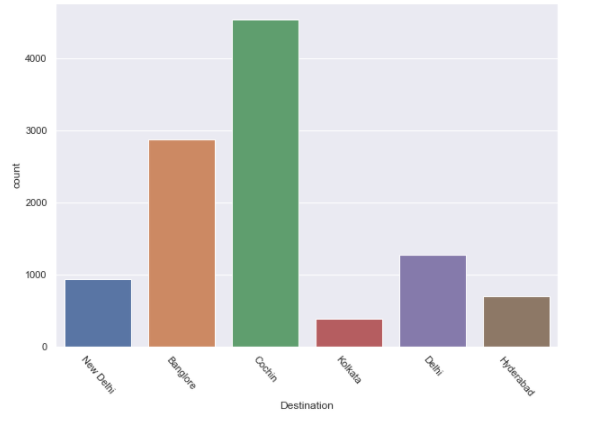 4000
3000
2000
1000
0
count
New Delhi
Banglore
Cochin
Kolkata
Delhi
Hyderabad
Destination